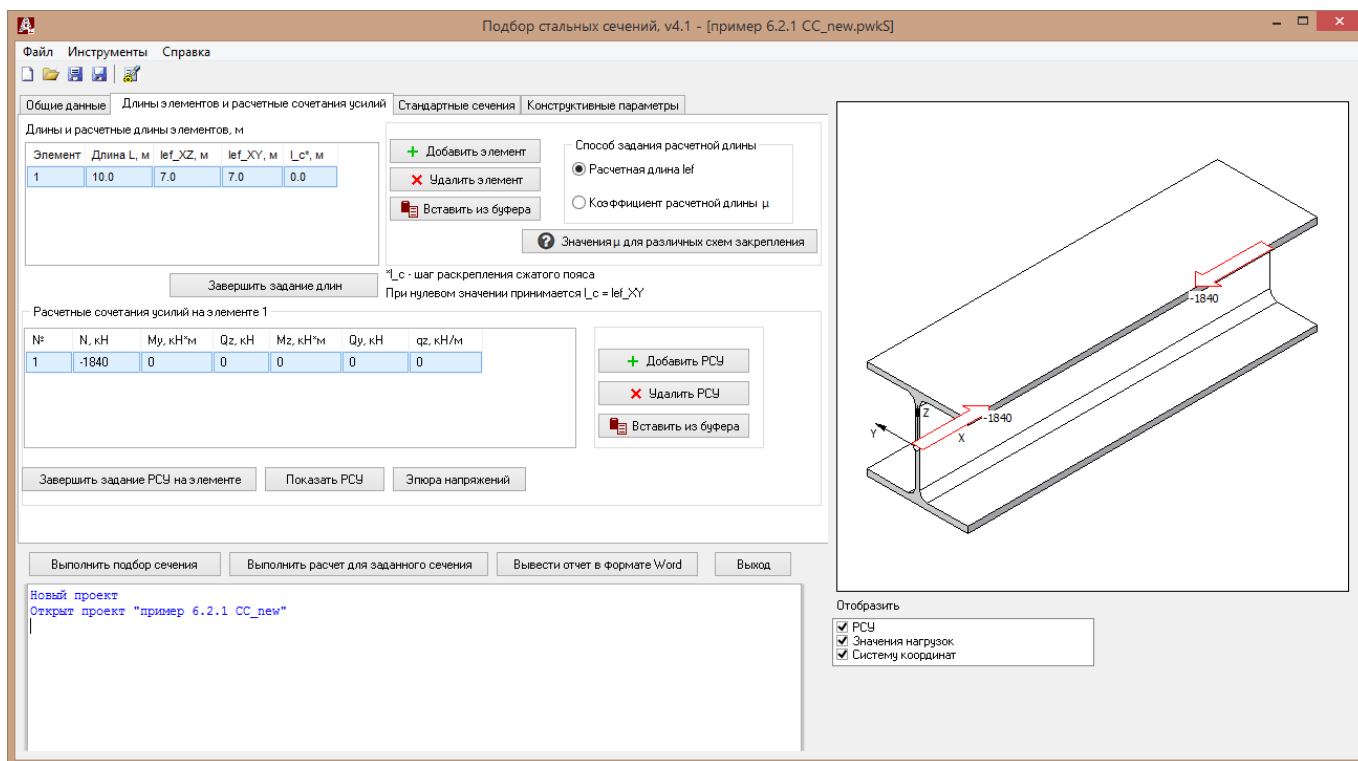 Подбор стальных сечений, v4.1 - [пример 6.2.1 CC_new.pwkS]
Файл Инструменты Справка
Общие данные Длины элементов и расчетные сочетания усилий Стандартные сечения Конструктивные параметры
Длины и расчетные длины элементов, м
Элемент Длина L, м lef_XZ, м lef_XY, м l_c*, м
1 10.0 7.0 7.0 0.0
Добавить элемент
Удалить элемент
Вставить из буфера
Способ задания расчетной длины
Расчетная длина lef
Коэффициент расчетной длины µ
Значения µ для различных схем закрепления
Завершить задание длин
*l_c - шаг раскрепления сжатого пояса
При нулевом значении принимается l_c = lef_XY
Расчетные сочетания усилий на элементе 1
№ N, кН My, кН*м Qz, кН Mz, кН*м Qy, кН qz, кН/м
1 -1840 0 0 0 0 0
Добавить РСУ
Удалить РСУ
Вставить из буфера
Завершить задание РСУ на элементе Показать РСУ Эпюра напряжений
Выполнить подбор сечения Выполнить расчет для заданного сечения Вывести отчет в формате Word Выход
Новый проект
Открыт проект "пример 6.2.1 CC_new"
-1840
Z
-1840
Y
X
Отобразить
РСУ
Значения нагрузок
Систему координат